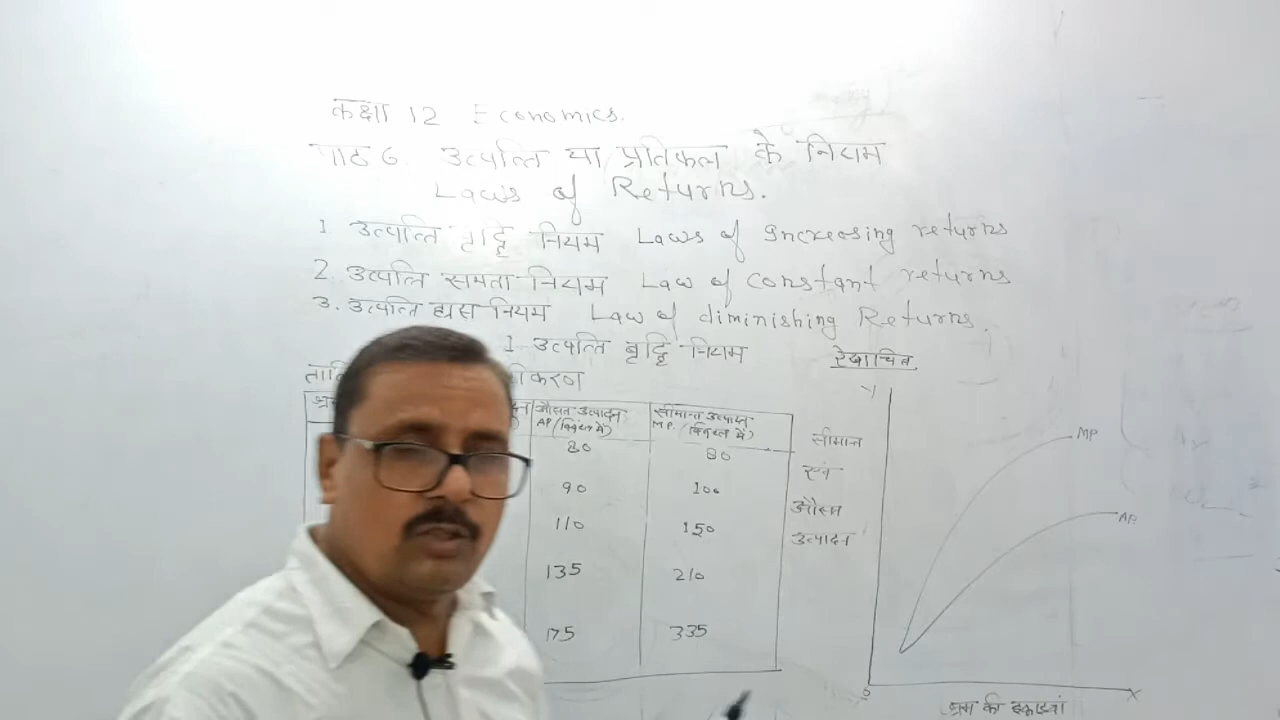 कक्षा 12 Economics.
पाठ 6 उत्पत्ति या प्रतिफल के नियम
Laws of Returns.
1 उत्पत्ति वृद्धि नियम Laws of Increasing returns
2. उत्पत्ति समता नियम Law of Constant returns
3. उत्पत्ति ह्रास नियम Law of diminishing Returns.
1 उत्पत्ति वृद्धि नियम
रेखाचित्र
औसत उत्पादन सीमान्त उत्पादन
AP (क्विंटल में) M.P. (क्विंटल में)
80 80
90 100
110 150
135 210
175 335
Y
सीमान्त
एवं
औसत
उत्पादन
MP
AP
X
श्रम की इकाइयां